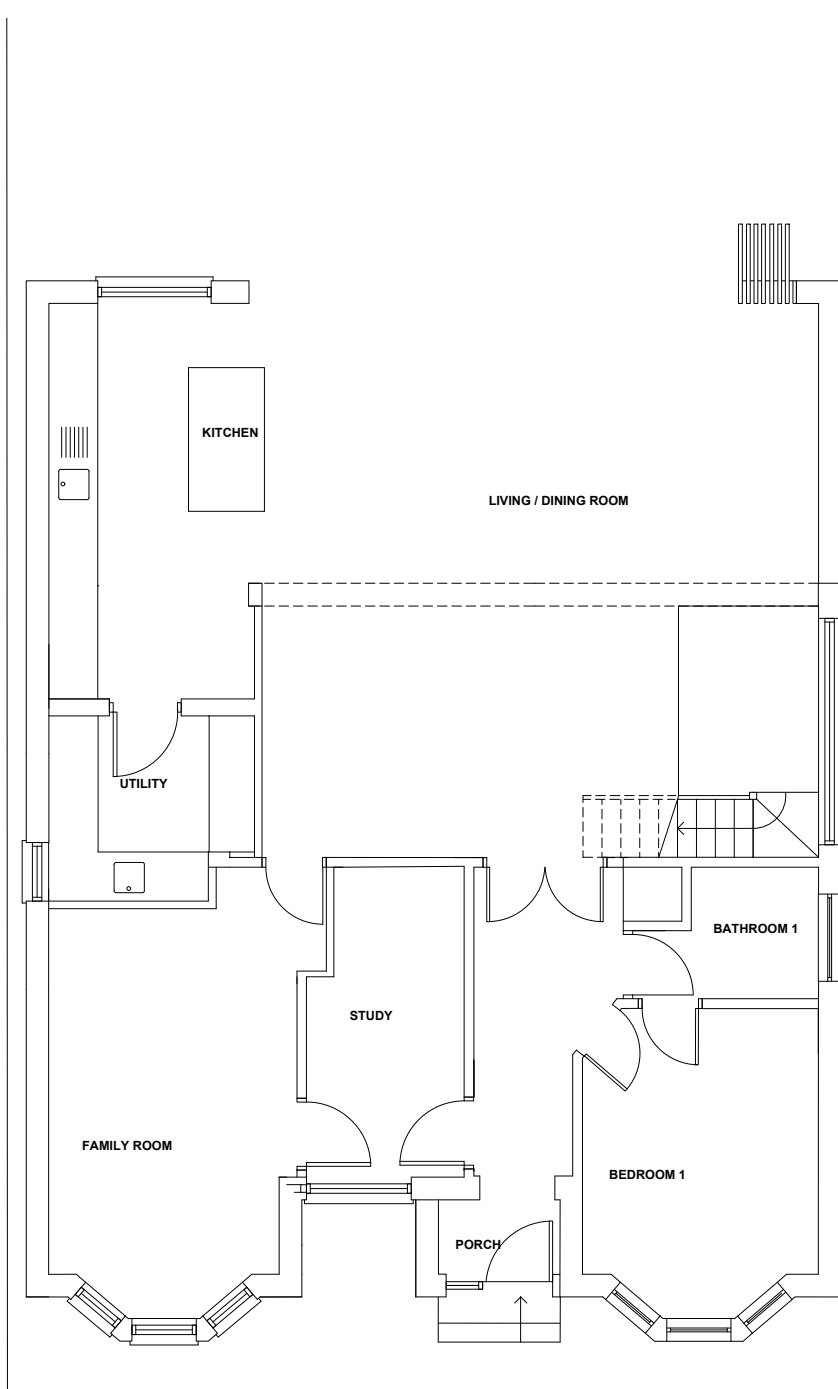 KITCHEN
LIVING / DINING ROOM
UTILITY
BATHROOM 1
STUDY
FAMILY ROOM
BEDROOM 1
PORCH